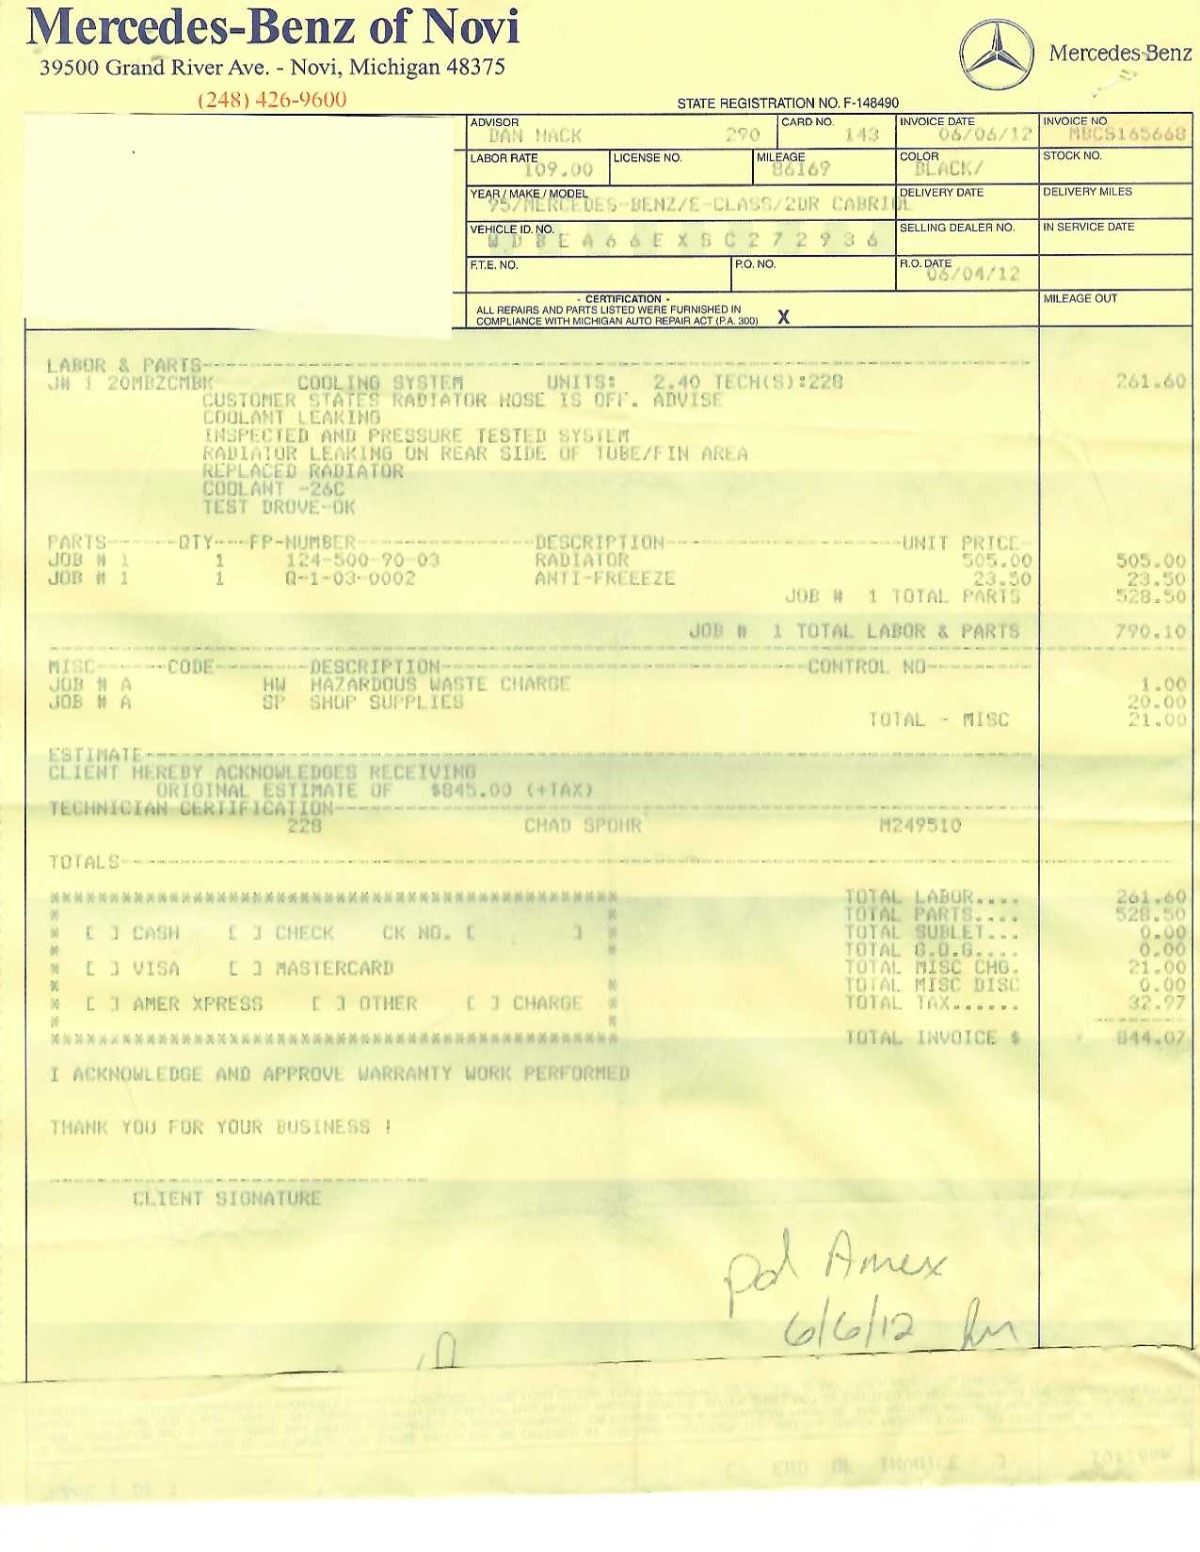 Mercedes-Benz of Novi
39500 Grand River Ave. - Novi, Michigan 48375
(248) 426-9600
Mercedes-Benz
STATE REGISTRATION NO. F-148490
ADVISOR DAN MACK 290 CARD NO. 143 INVOICE DATE 06/06/12 INVOICE NO MBCS165668
LABOR RATE 109.00 LICENSE NO. MILEAGE 86169 COLOR BLACK/ STOCK NO.
YEAR / MAKE / MODEL 95/MERCEDES-BENZ/E-CLASS/2DR CABRIOL DELIVERY DATE DELIVERY MILES
VEHICLE ID. NO. WDBEA66EXSC272936 SELLING DEALER NO. IN SERVICE DATE
F.T.E. NO. P.O. NO. R.O. DATE 06/04/12
- CERTIFICATION -
ALL REPAIRS AND PARTS LISTED WERE FURNISHED IN
COMPLIANCE WITH MICHIGAN AUTO REPAIR ACT (P.A. 300) X
MILEAGE OUT
LABOR & PARTS
J# 1 20MBZCMBK COOLING SYSTEM UNITS: 2.40 TECH(S):228 261.60
CUSTOMER STATES RADIATOR HOSE IS OFF. ADVISE
COOLANT LEAKING
INSPECTED AND PRESSURE TESTED SYSTEM
RADIATOR LEAKING ON REAR SIDE OF TUBE/FIN AREA
REPLACED RADIATOR
COOLANT -26C
TEST DROVE-OK
PARTS------QTY---FP-NUMBER---DESCRIPTION---UNIT PRICE-
JOB # 1 1 124-500-90-03 RADIATOR 505.00 505.00
JOB # 1 1 Q-1-03-0002 ANTI-FREEEZE 23.50 23.50
JOB # 1 TOTAL PARTS 528.50
JOB # 1 TOTAL LABOR & PARTS 790.10
MISC------CODE--------DESCRIPTION---CONTROL NO---
JOB # A HW HAZARDOUS WASTE CHARGE 1.00
JOB # A SP SHOP SUPPLIES 20.00
TOTAL - MISC 21.00
ESTIMATE
CLIENT HEREBY ACKNOWLEDGES RECEIVING
ORIGINAL ESTIMATE OF $845.00 (+TAX)
TECHNICIAN CERTIFICATION
228 CHAD SPOHR M249510
TOTALS
TOTAL LABOR.... 261.60
TOTAL PARTS.... 528.50
[ ] CASH [ ] CHECK CK NO. [ ] TOTAL SUBLET... 0.00
TOTAL G.O.G.... 0.00
[ ] VISA [ ] MASTERCARD TOTAL MISC CHG. 21.00
TOTAL MISC DISC 0.00
[ ] AMER XPRESS [ ] OTHER [ ] CHARGE TOTAL TAX...... 32.97
TOTAL INVOICE $ 844.07
I ACKNOWLEDGE AND APPROVE WARRANTY WORK PERFORMED
THANK YOU FOR YOUR BUSINESS !
CLIENT SIGNATURE
pd Amex
6/6/12